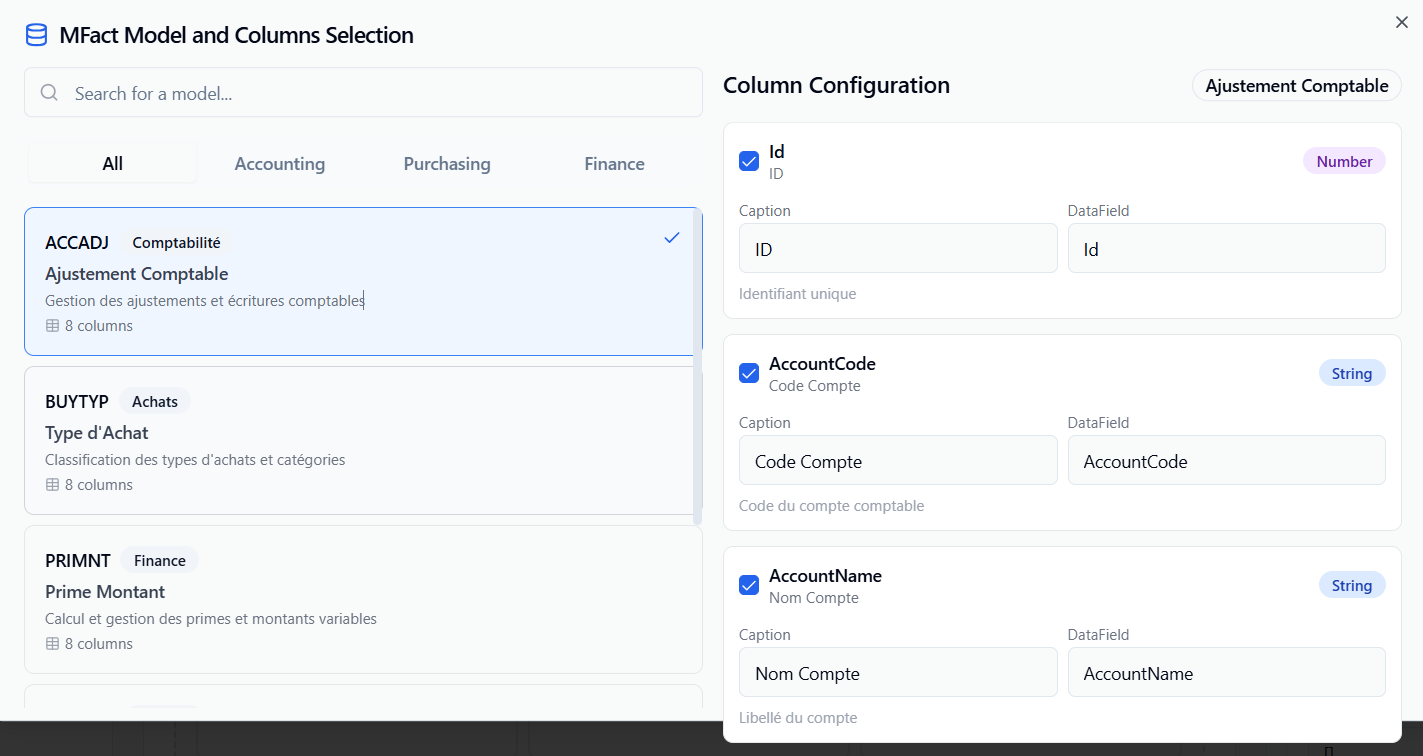 MFact Model and Columns Selection
Search for a model...
All Accounting Purchasing Finance
ACCADJ Comptabilité
Ajustement Comptable
Gestion des ajustements et écritures comptables
8 columns
BUYTYP Achats
Type d'Achat
Classification des types d'achats et catégories
8 columns
PRIMNT Finance
Prime Montant
Calcul et gestion des primes et montants variables
8 columns
Column Configuration Ajustement Comptable
Id
ID
Number
Caption DataField
ID Id
Identifiant unique
AccountCode
Code Compte
String
Caption DataField
Code Compte AccountCode
Code du compte comptable
AccountName
Nom Compte
String
Caption DataField
Nom Compte AccountName
Libellé du compte